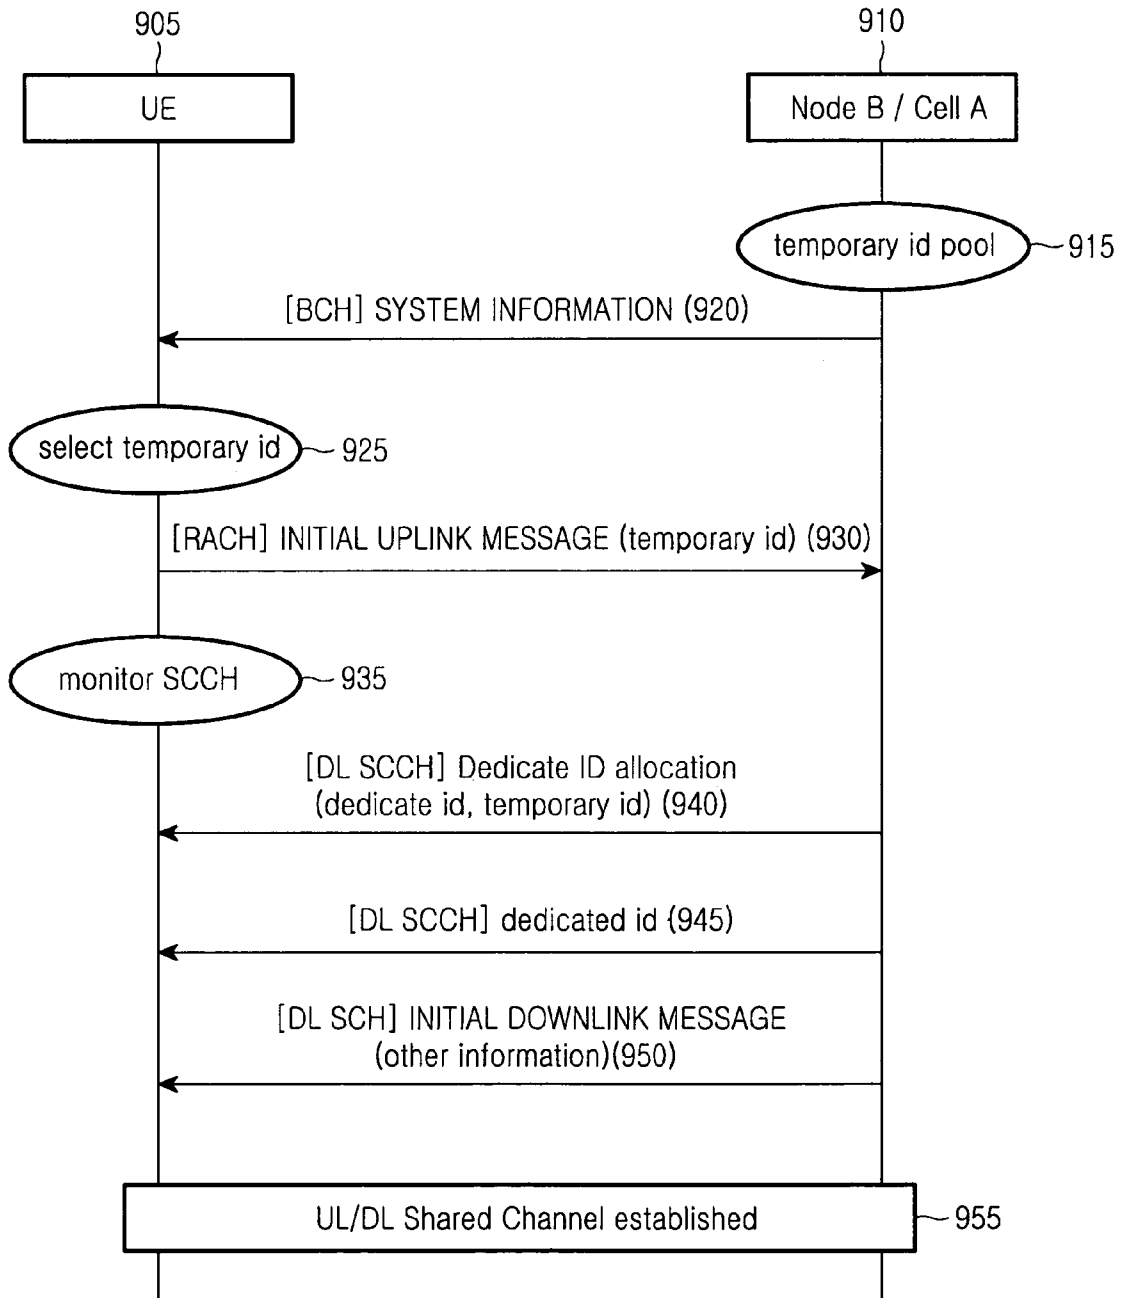 905
910
UE
Node B / Cell A
temporary id pool
915
[BCH] SYSTEM INFORMATION (920)
select temporary id
925
[RACH] INITIAL UPLINK MESSAGE (temporary id) (930)
monitor SCCH
935
[DL SCCH] Dedicate ID allocation
(dedicate id, temporary id) (940)
[DL SCCH] dedicated id (945)
[DL SCH] INITIAL DOWNLINK MESSAGE
(other information)(950)
UL/DL Shared Channel established
955